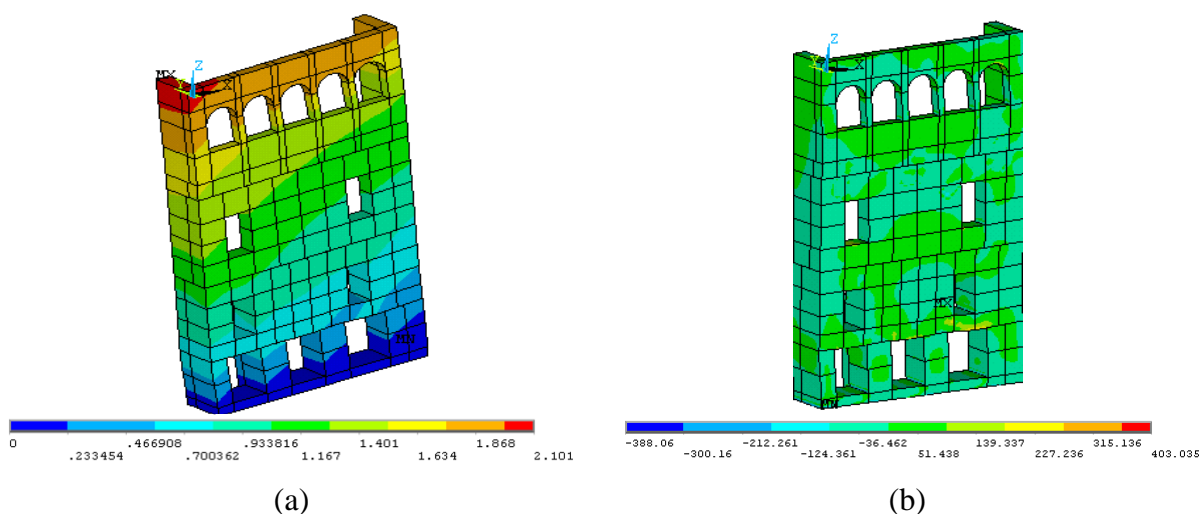 MX
Z
Y
X
MN
0 .466908 .933816 1.401 1.868
.233454 .700362 1.167 1.634 2.101
(a)
Z
Y
X
MX
MN
-388.06 -212.261 -36.462 139.337 315.136
-300.16 -124.361 51.438 227.236 403.035
(b)